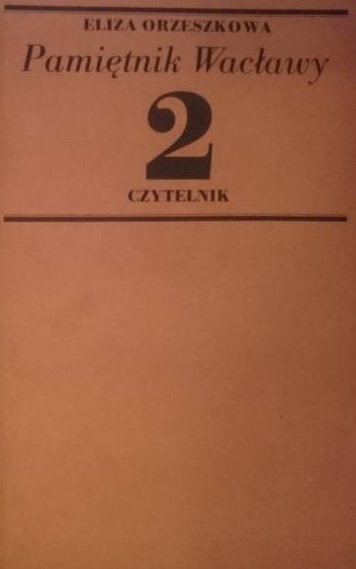 ELIZA ORZESZKOWA
Pamiętnik Wacławy
2
CZYTELNIK